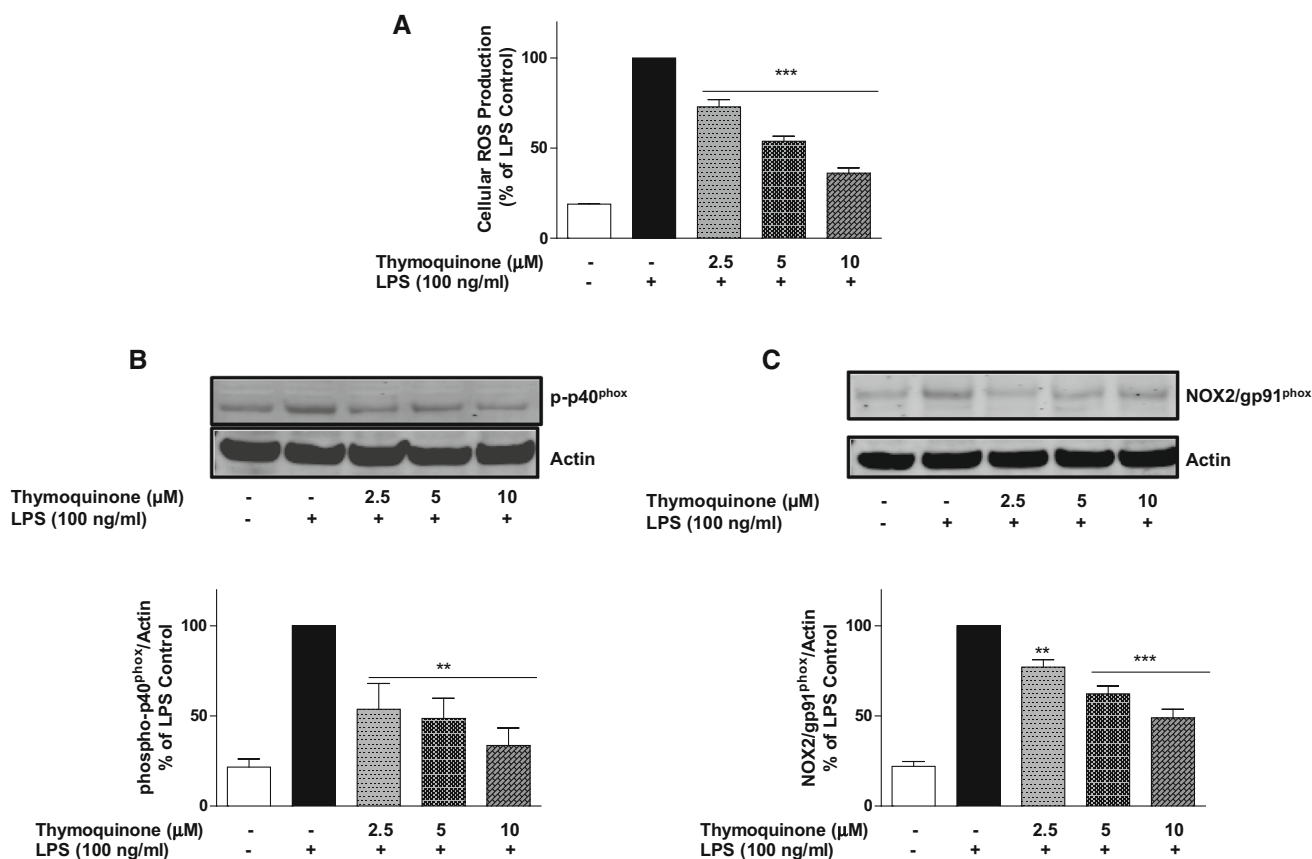 A
Cellular ROS Production
(% of LPS Control)
100
50
0
***
Thymoquinone (µM) - - 2.5 5 10
LPS (100 ng/ml) - + + + +
B
p-p40phox
Actin
Thymoquinone (µM) - - 2.5 5 10
LPS (100 ng/ml) - + + + +
phospho-p40phox/Actin
% of LPS Control
100
50
0
**
Thymoquinone (µM) - - 2.5 5 10
LPS (100 ng/ml) - + + + +
C
NOX2/gp91phox
Actin
Thymoquinone (µM) - - 2.5 5 10
LPS (100 ng/ml) - + + + +
NOX2/gp91phox/Actin
% of LPS Control
100
50
0
**
***
Thymoquinone (µM) - - 2.5 5 10
LPS (100 ng/ml) - + + + +